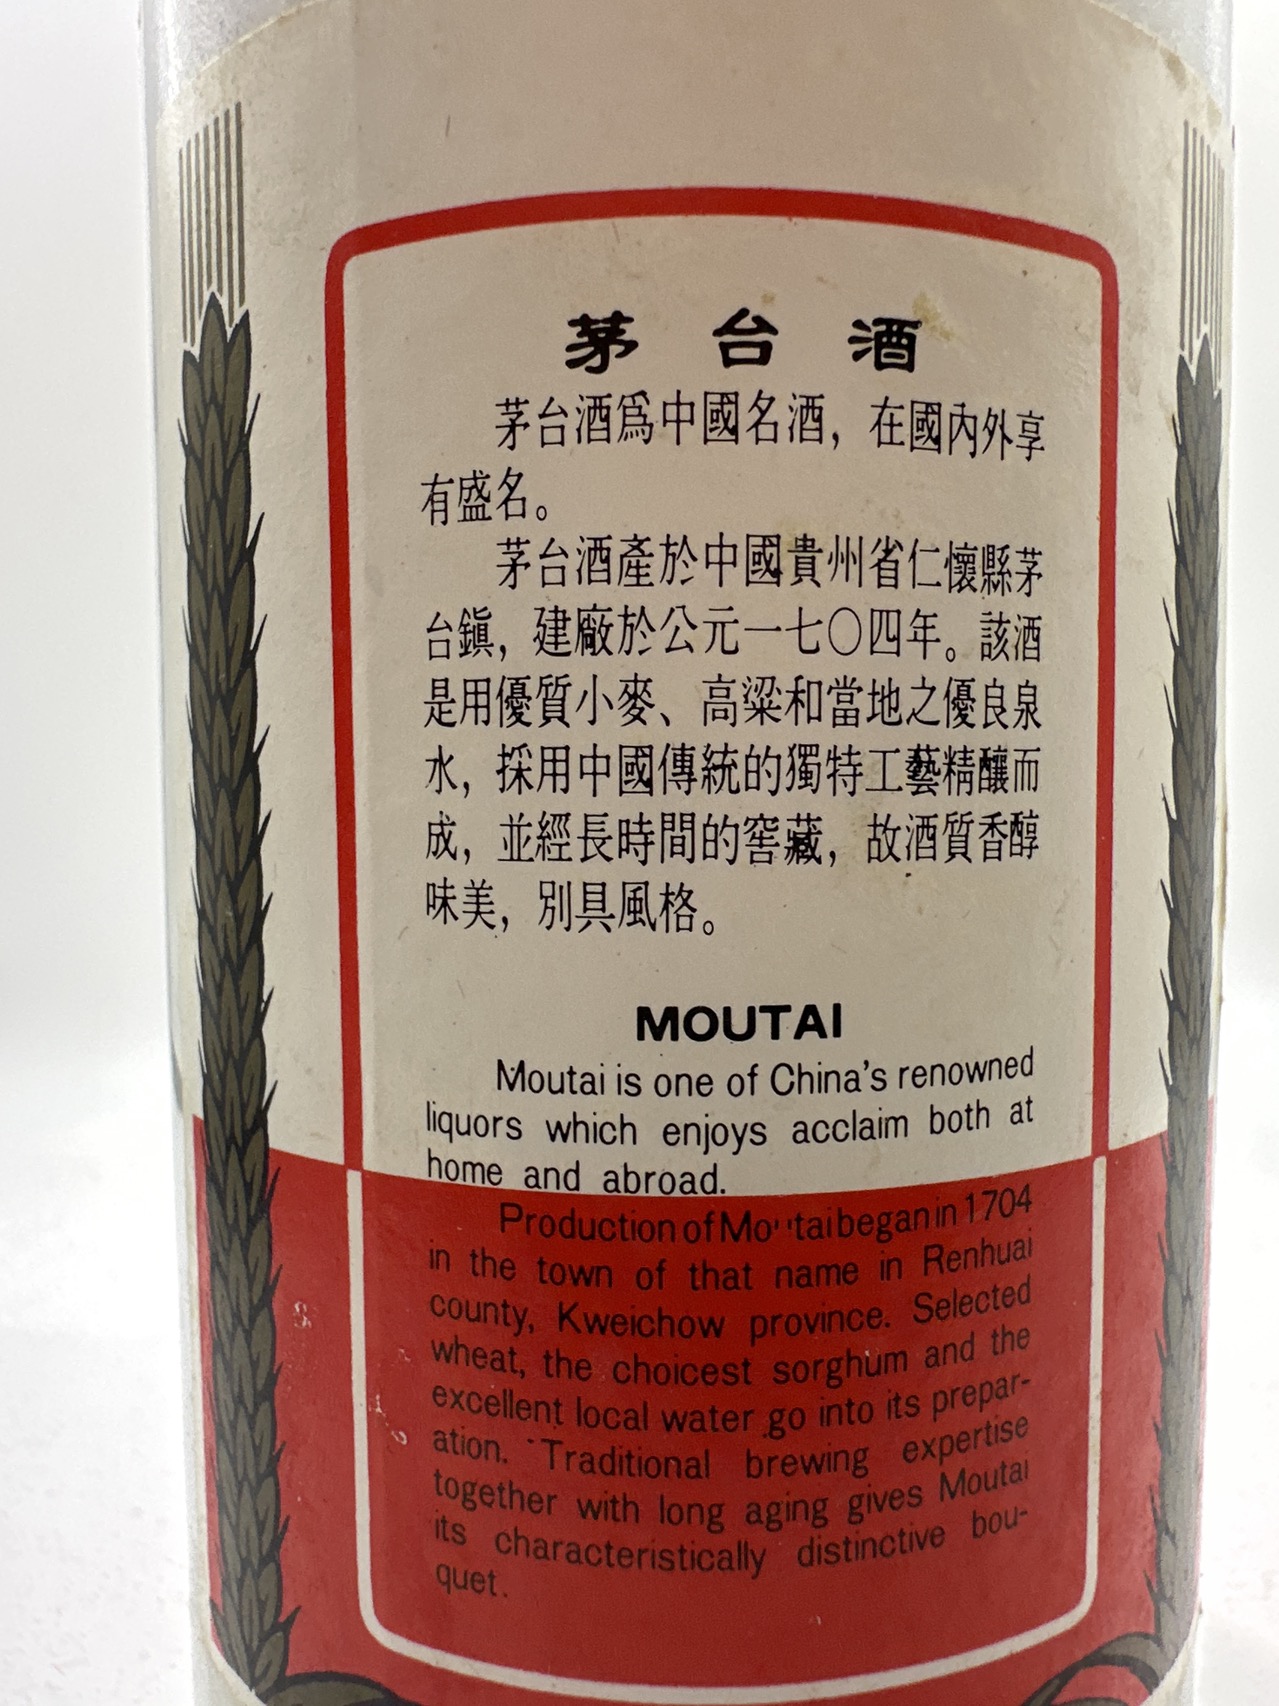 茅台酒
茅台酒爲中國名酒，在國內外享
有盛名。
茅台酒產於中國貴州省仁懷縣茅
台鎭，建廠於公元一七〇四年。該酒
是用優質小麥、高粱和當地之優良泉
水，採用中國傳統的獨特工藝精釀而
成，並經長時間的窖藏，故酒質香醇
味美，別具風格。
MOUTAI
Moutai is one of China's renowned
liquors which enjoys acclaim both at
home and abroad.
Production of Moutai began in 1704
in the town of that name in Renhuai
county, Kweichow province. Selected
wheat, the choicest sorghum and the
excellent local water go into its prepar-
ation. Traditional brewing expertise
together with long aging gives Moutai
its characteristically distinctive bou-
quet.